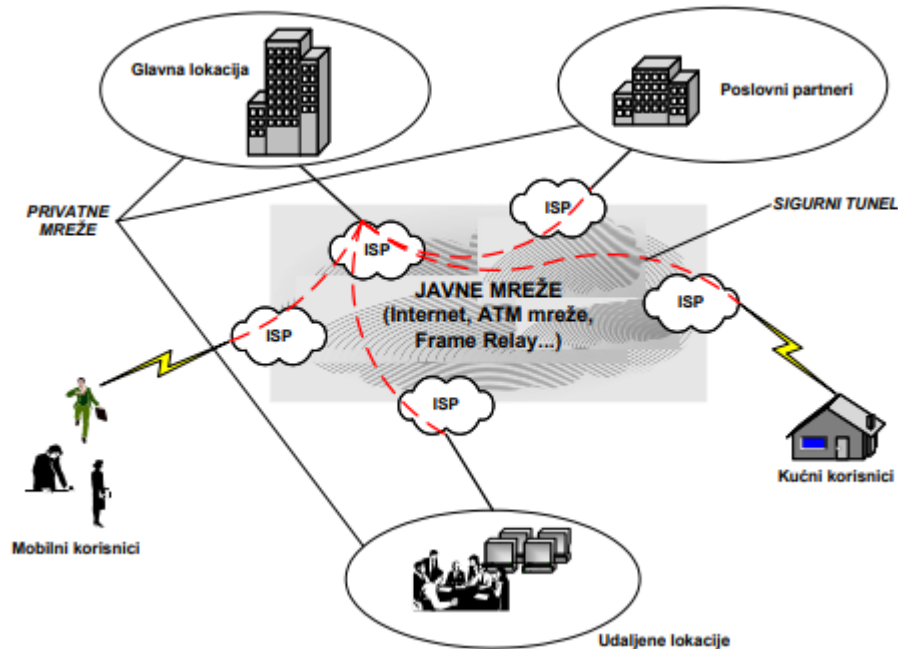 Glavna lokacija
Poslovni partneri
PRIVATNE
MREŽE
ISP
SIGURNI TUNEL
ISP
JAVNE MREŽE
(Internet, ATM mreže,
Frame Relay...)
ISP
ISP
ISP
Kućni korisnici
Mobilni korisnici
Udaljene lokacije